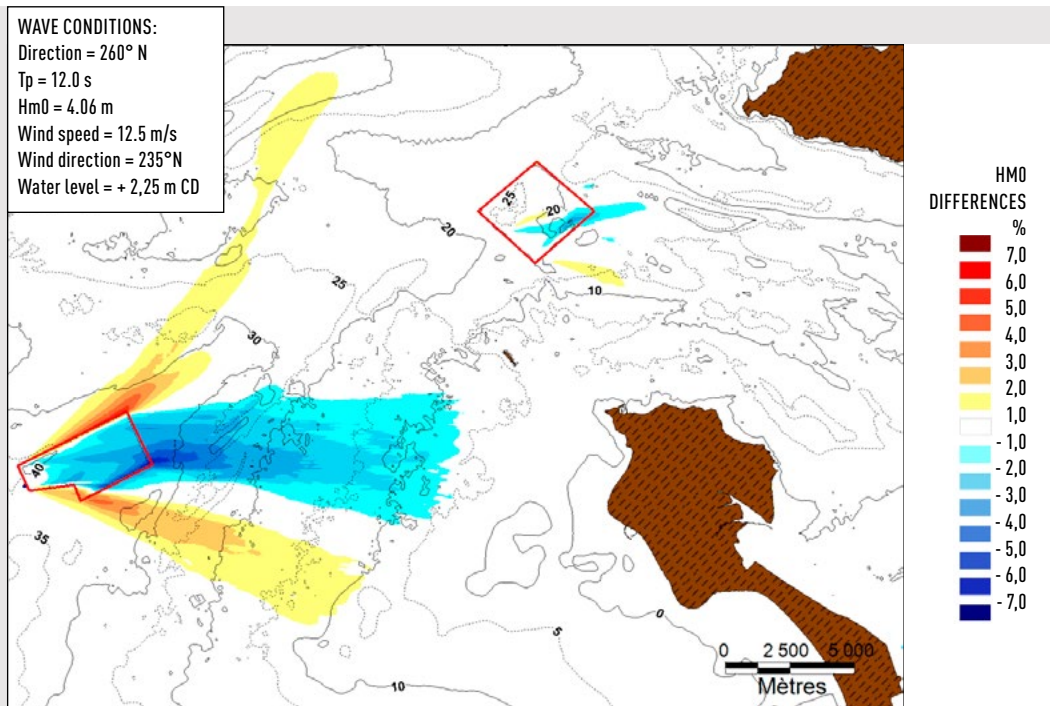 WAVE CONDITIONS:
Direction = 260° N
Tp = 12.0 s
Hm0 = 4.06 m
Wind speed = 12.5 m/s
Wind direction = 235°N
Water level = + 2,25 m CD
25
20
20
25
10
30
40
35
0
5
10
0 2 500 5 000
Mètres
HM0
DIFFERENCES
%
7,0
6,0
5,0
4,0
3,0
2,0
1,0
- 1,0
- 2,0
- 3,0
- 4,0
- 5,0
- 6,0
- 7,0